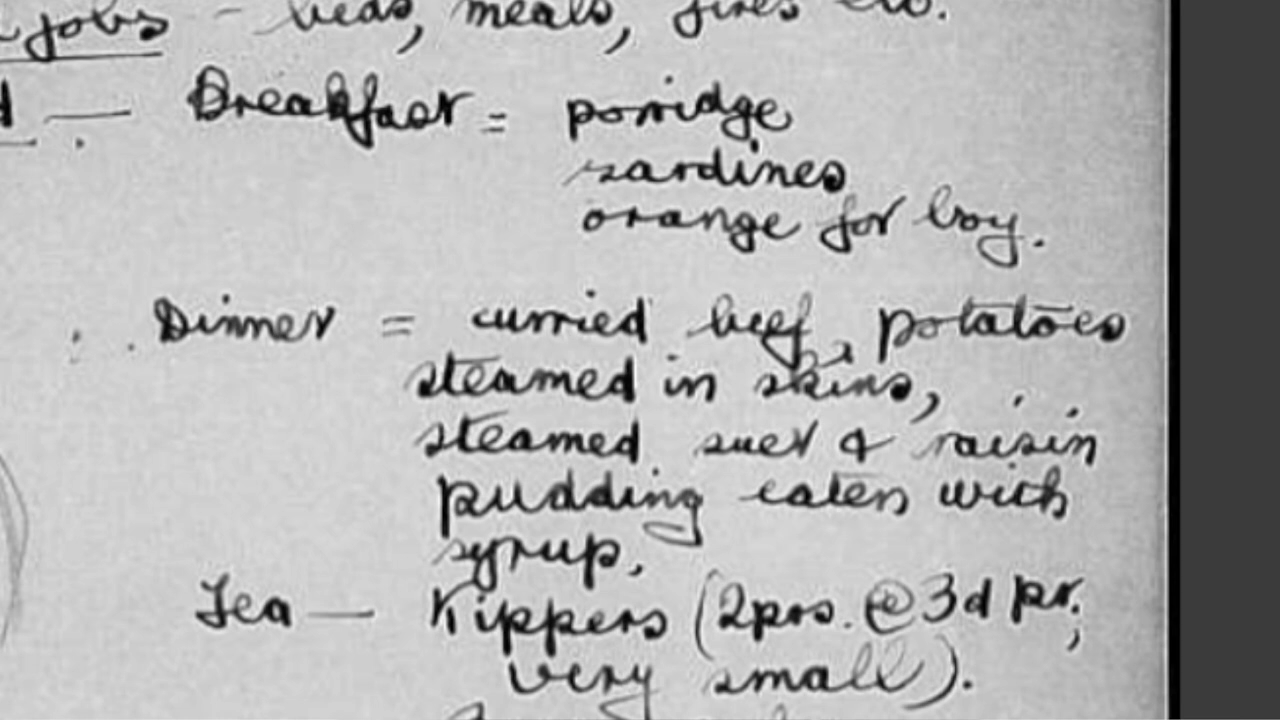 jobs - beds, meals, fires etc.
— Breakfast = porridge
sardines
orange for boy.
Dinner = curried beef, potatoes
steamed in skins,
steamed suet & raisin
pudding eaten with
syrup.
Tea — Kippers (2prs. @ 3d pr;
very small).